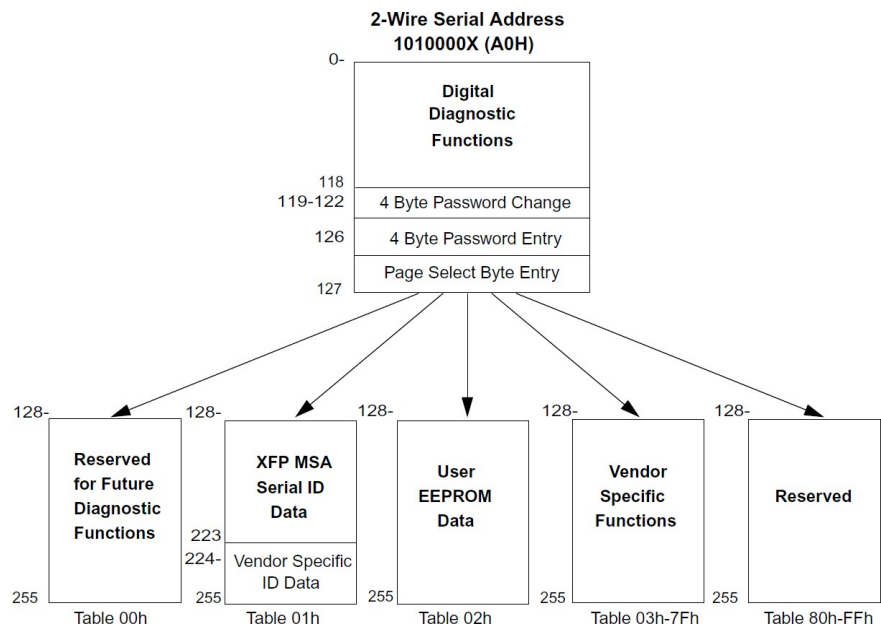 2-Wire Serial Address
1010000X (A0H)
0-
Digital
Diagnostic
Functions
118
119-122
4 Byte Password Change
126
4 Byte Password Entry
Page Select Byte Entry
127
128-
Reserved
for Future
Diagnostic
Functions
255
Table 00h
128-
XFP MSA
Serial ID
Data
223
224-
Vendor Specific
ID Data
255
Table 01h
128-
User
EEPROM
Data
255
Table 02h
128-
Vendor
Specific
Functions
255
Table 03h-7Fh
128-
Reserved
255
Table 80h-FFh